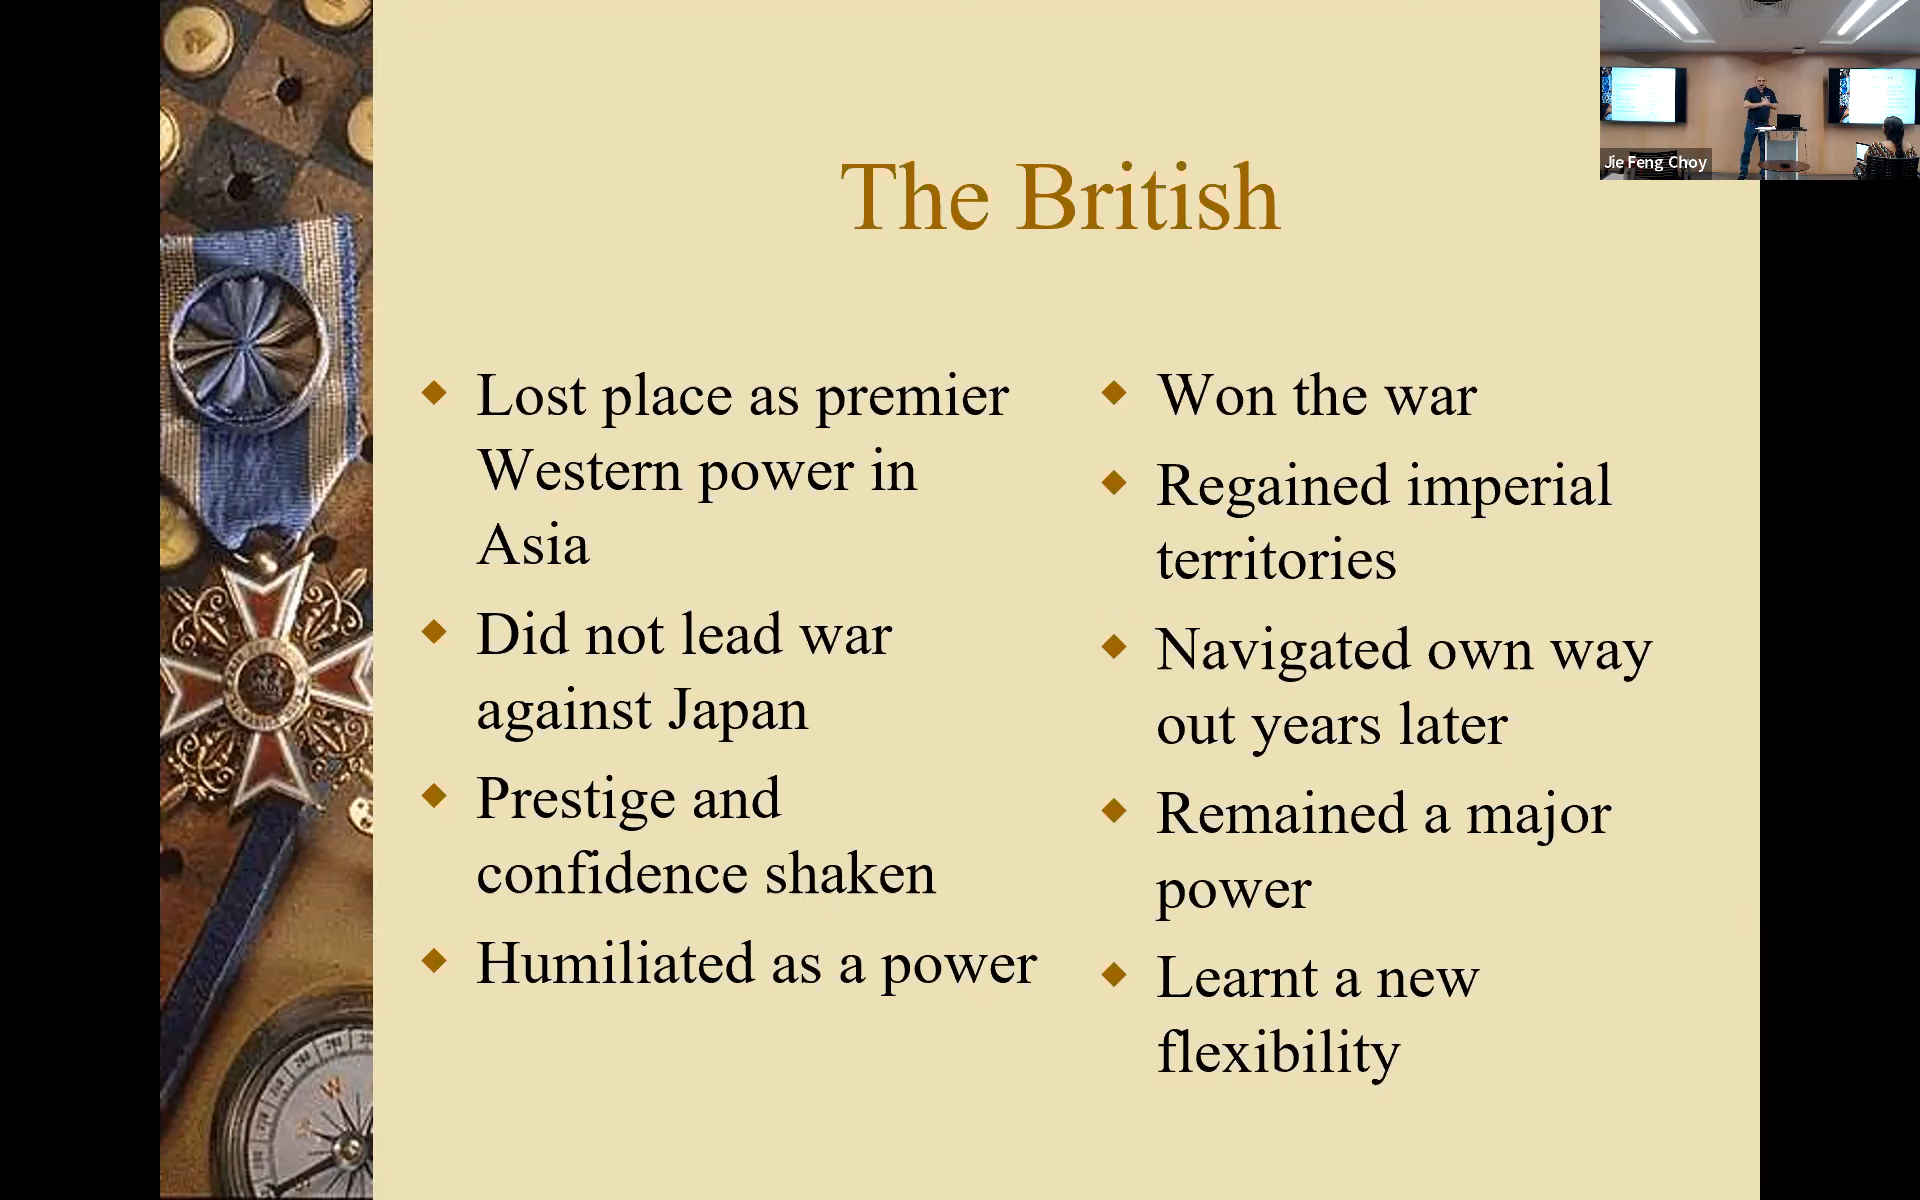 The British
Lost place as premier
Western power in
Asia
Did not lead war
against Japan
Prestige and
confidence shaken
Humiliated as a power
Won the war
Regained imperial
territories
Navigated own way
out years later
Remained a major
power
Learnt a new
flexibility
Jie Feng Choy